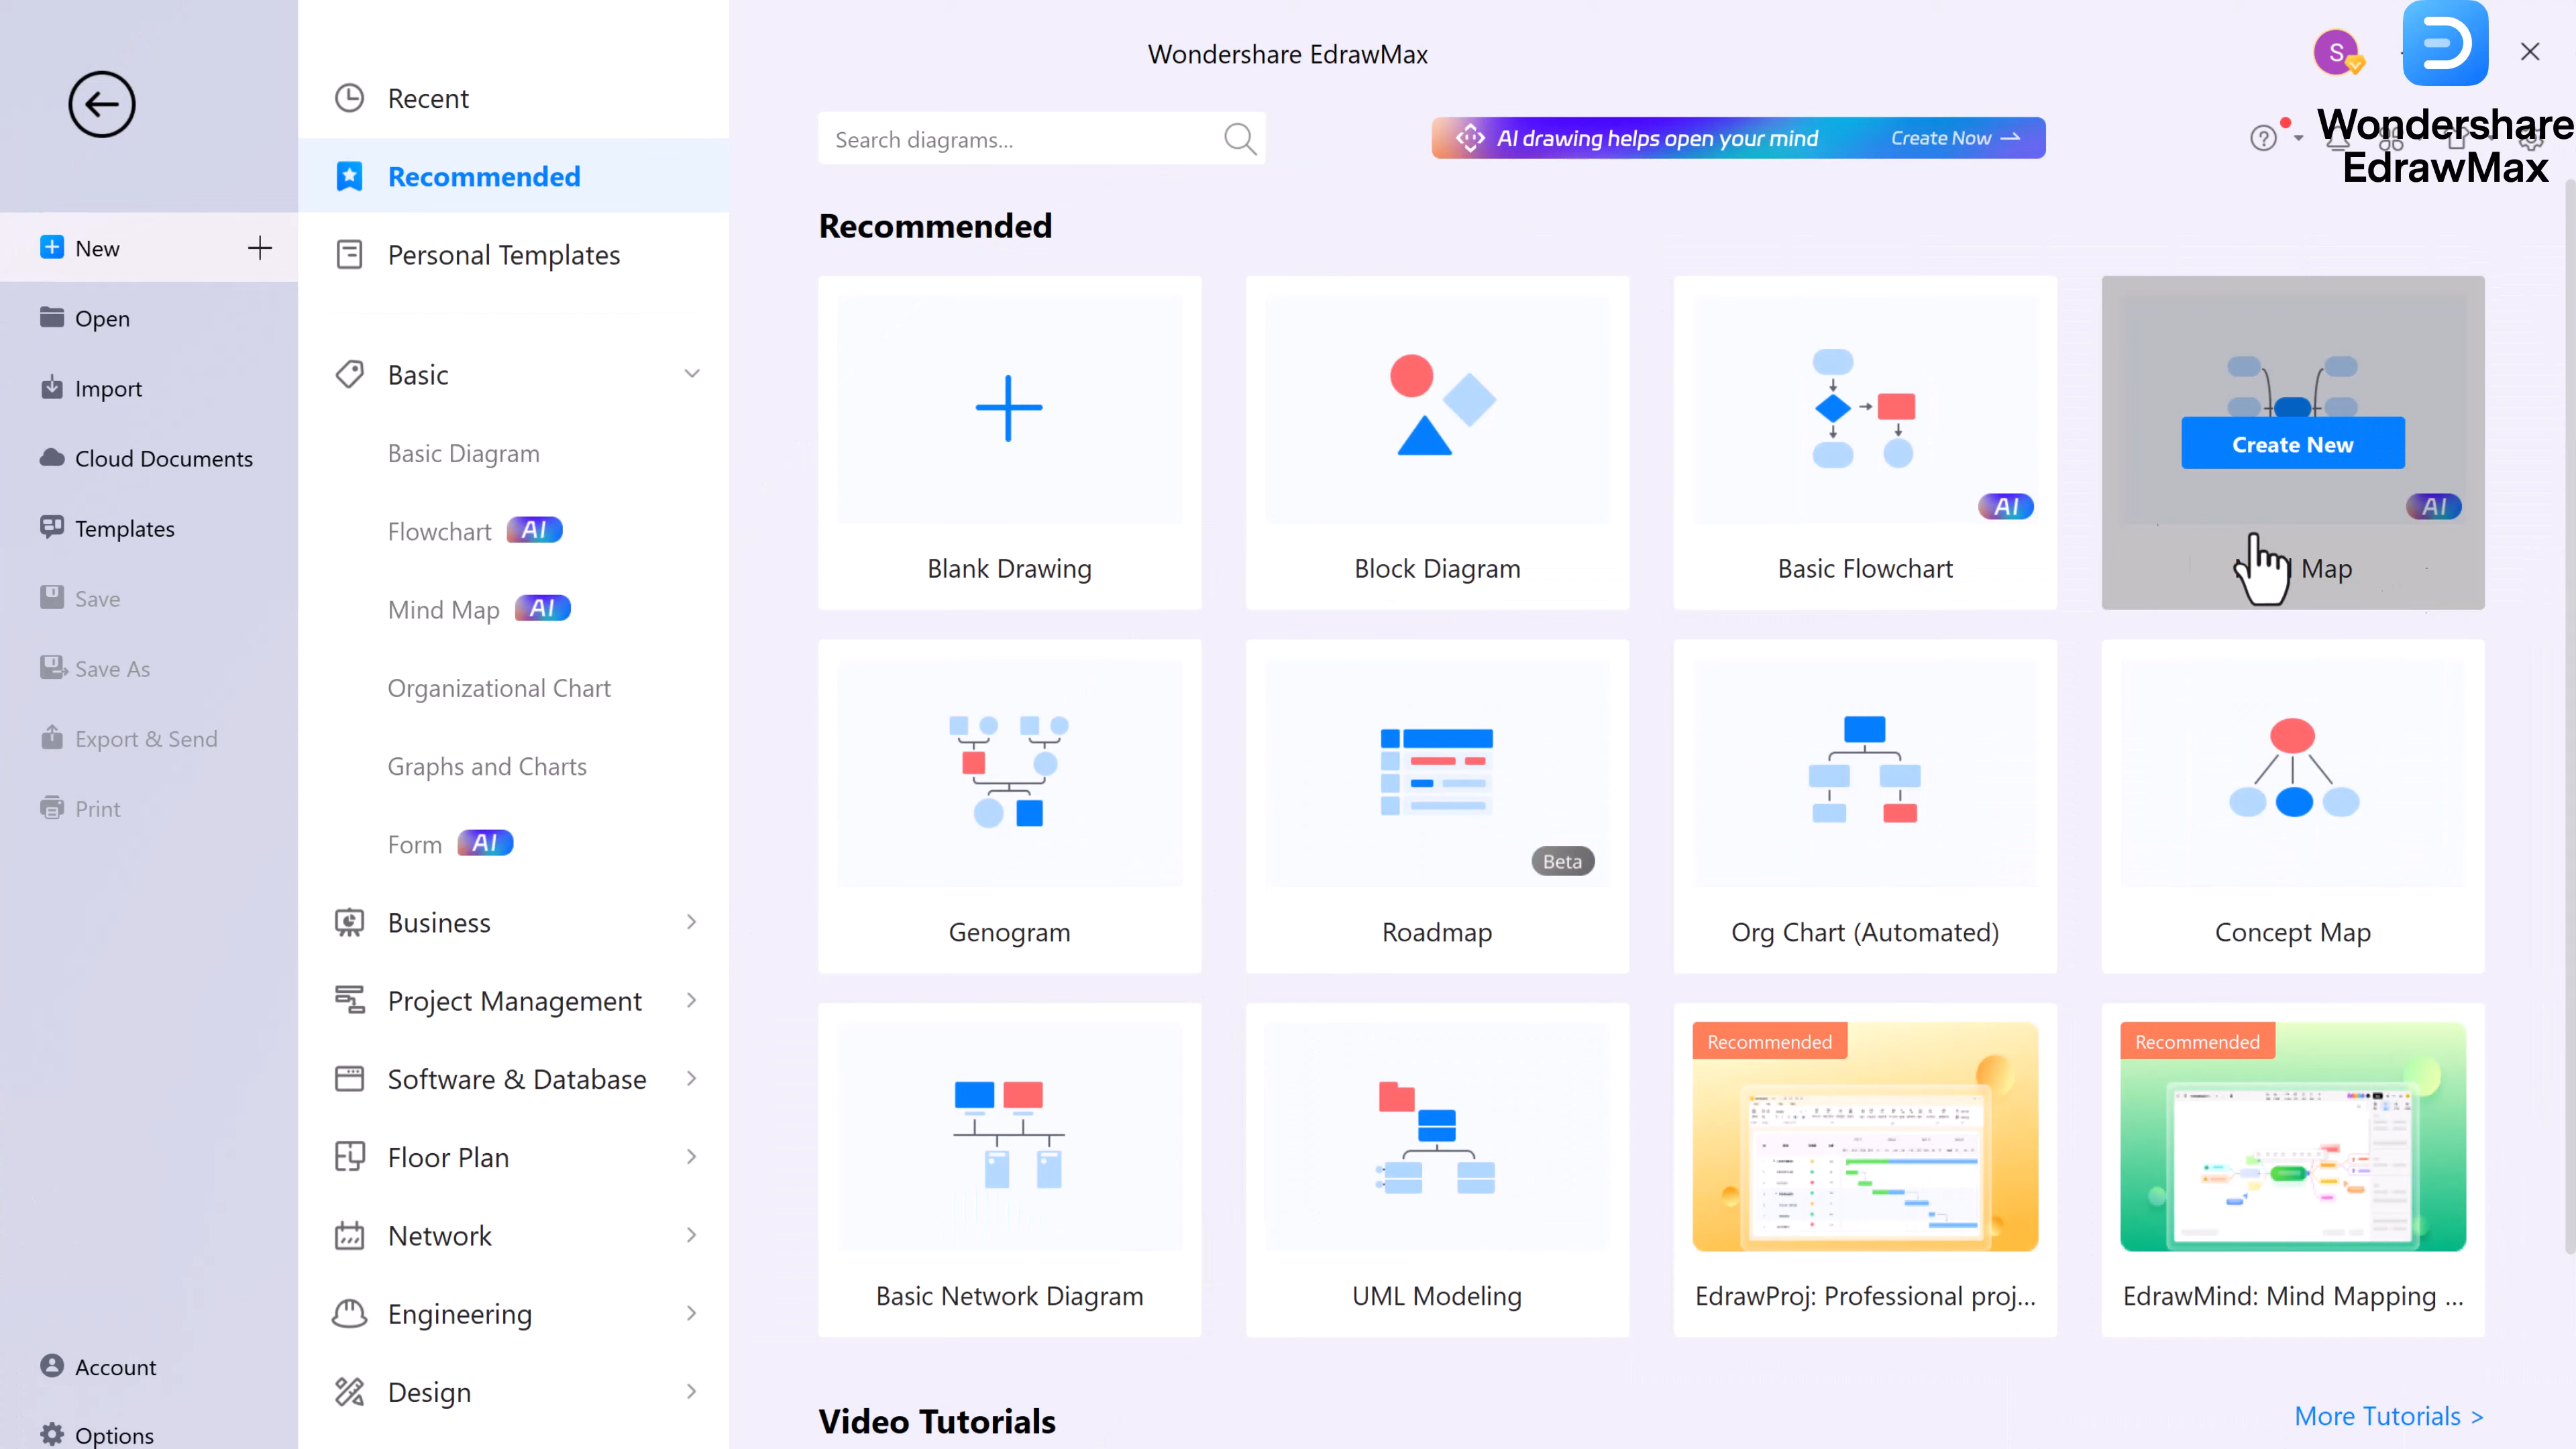 Wondershare EdrawMax
S
Wondershare
EdrawMax
Search diagrams...
AI drawing helps open your mind
Create Now
New
Open
Import
Cloud Documents
Templates
Save
Save As
Export & Send
Print
Account
Options
Recent
Recommended
Personal Templates
Basic
Basic Diagram
Flowchart AI
Mind Map AI
Organizational Chart
Graphs and Charts
Form AI
Business
Project Management
Software & Database
Floor Plan
Network
Engineering
Design
Recommended
Blank Drawing
Block Diagram
AI
Basic Flowchart
Create New
AI
Map
Genogram
Beta
Roadmap
Org Chart (Automated)
Concept Map
Basic Network Diagram
UML Modeling
Recommended
EdrawProj: Professional proj...
Recommended
EdrawMind: Mind Mapping ...
Video Tutorials
More Tutorials >